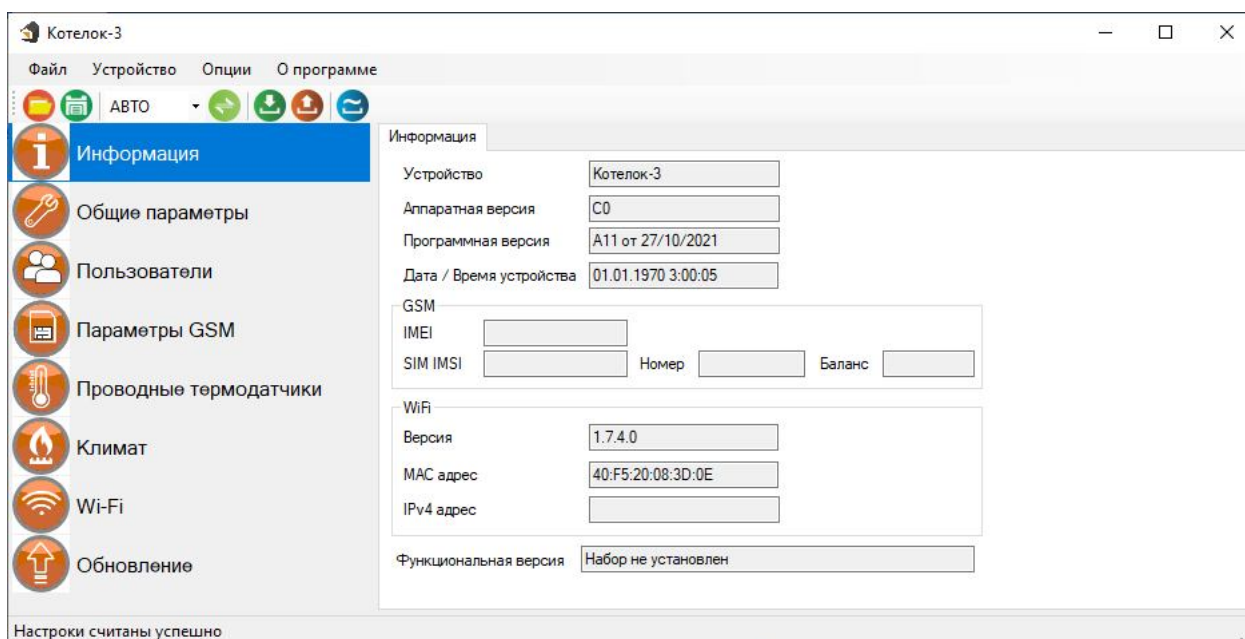 Котелок-3
Файл Устройство Опции О программе
АВТО
Информация
Общие параметры
Пользователи
Параметры GSM
Проводные термодатчики
Климат
Wi-Fi
Обновление
Информация
Устройство Котелок-3
Аппаратная версия C0
Программная версия A11 от 27/10/2021
Дата / Время устройства 01.01.1970 3:00:05
GSM
IMEI
SIM IMSI Номер Баланс
WiFi
Версия 1.7.4.0
MAC адрес 40:F5:20:08:3D:0E
IPv4 адрес
Функциональная версия Набор не установлен
Настроки считаны успешно